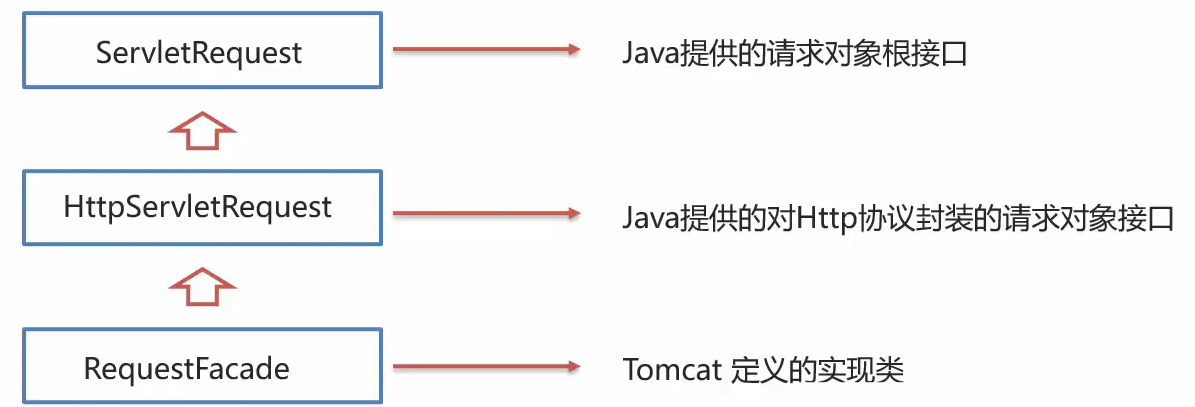 ServletRequest
Java提供的请求对象根接口
HttpServletRequest
Java提供的对Http协议封装的请求对象接口
RequestFacade
Tomcat 定义的实现类